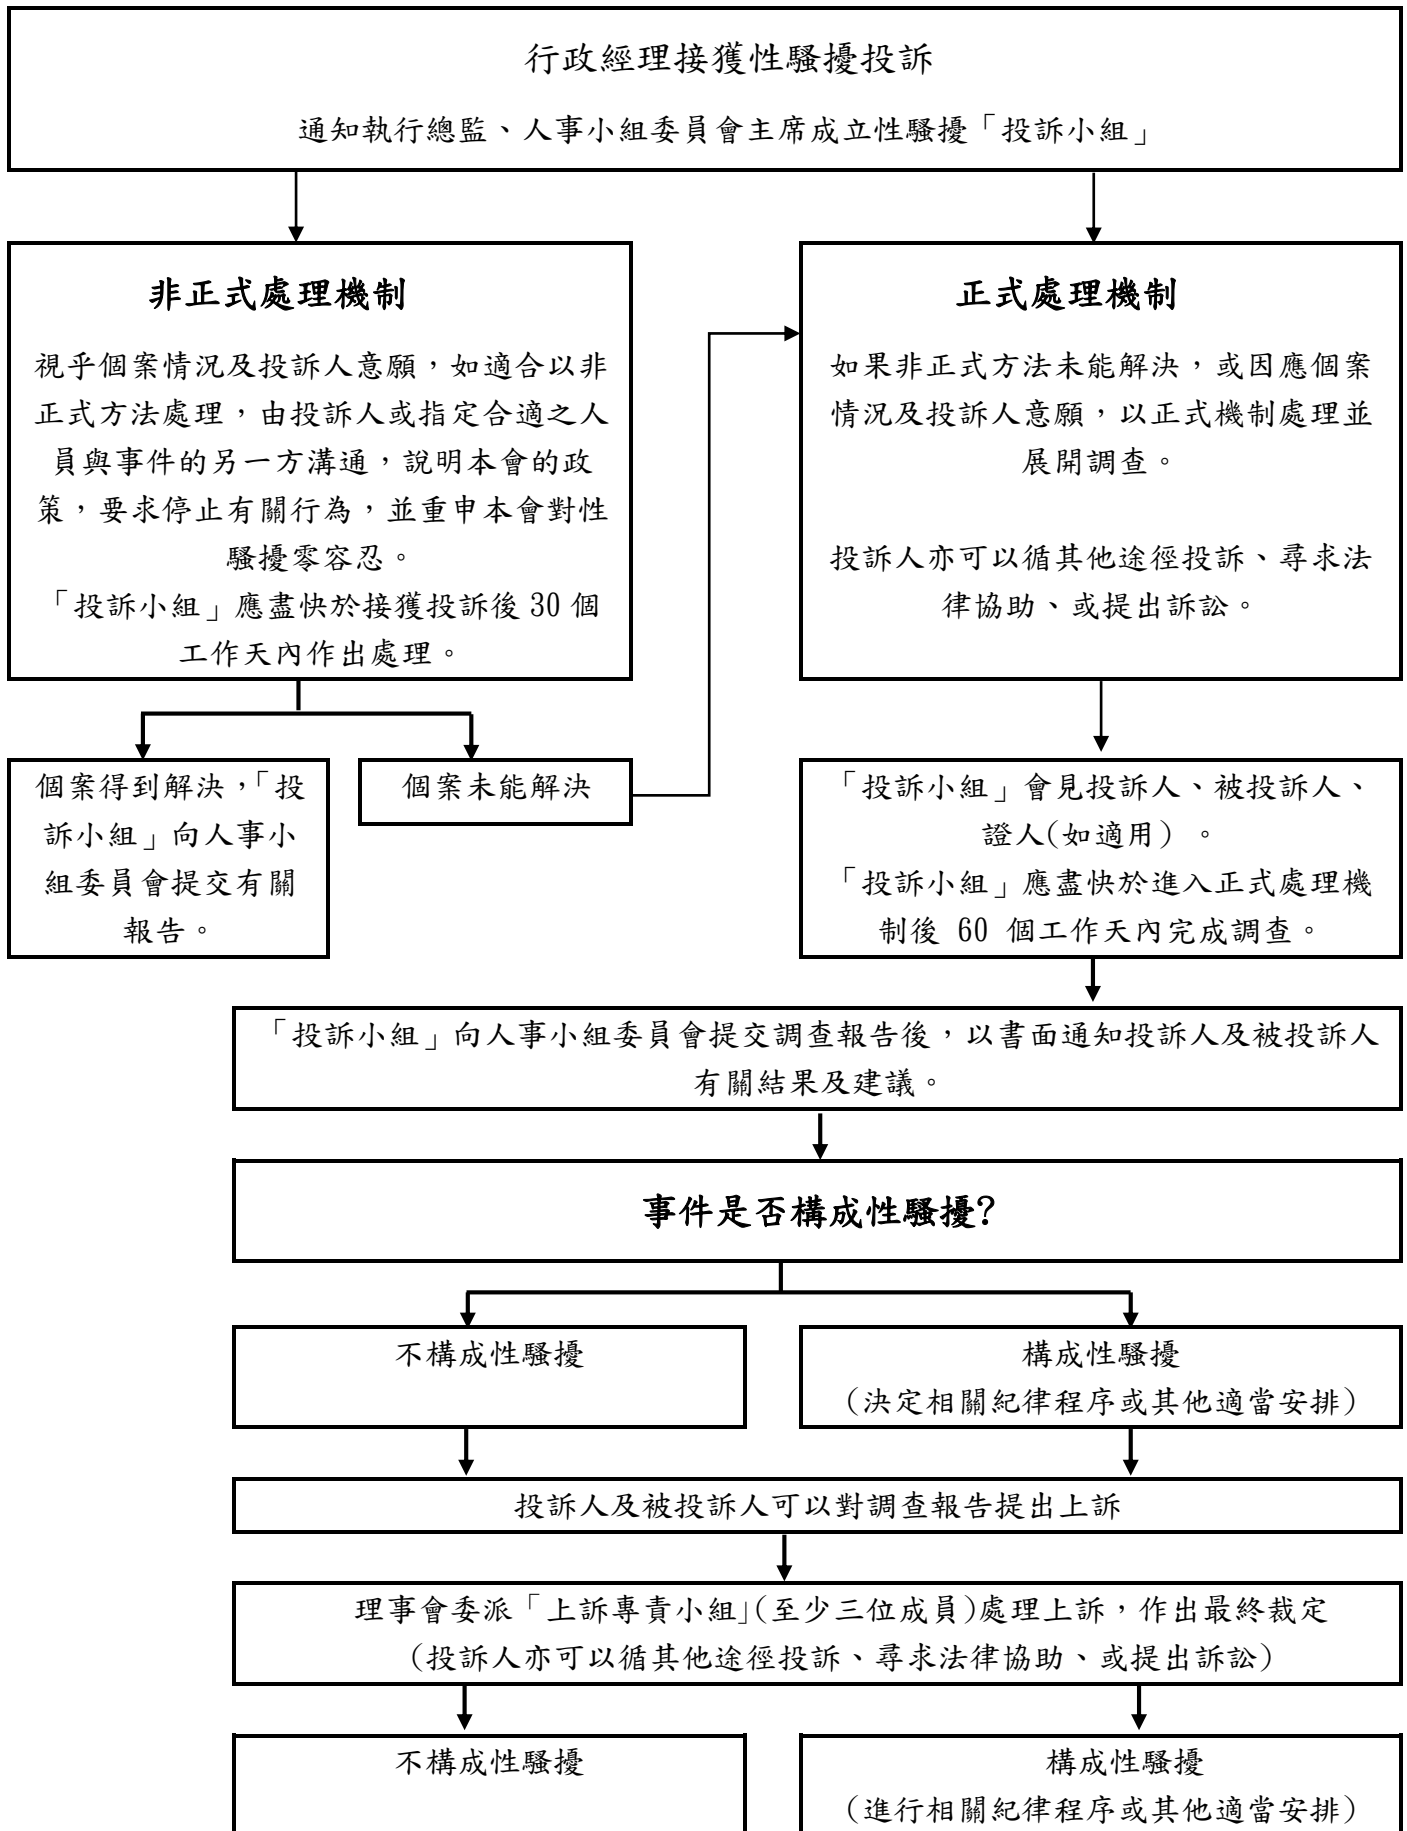 行政經理接獲性騷擾投訴
通知執行總監、人事小組委員會主席成立性騷擾「投訴小組」
非正式處理機制
視乎個案情況及投訴人意願，如適合以非
正式方法處理，由投訴人或指定合適之人
員與事件的另一方溝通，說明本會的政
策，要求停止有關行為，並重申本會對性
騷擾零容忍。
「投訴小組」應盡快於接獲投訴後 30 個
工作天內作出處理。
正式處理機制
如果非正式方法未能解決，或因應個案
情況及投訴人意願，以正式機制處理並
展開調查。
投訴人亦可以循其他途徑投訴、尋求法
律協助、或提出訴訟。
個案得到解決，「投
訴小組」向人事小
組委員會提交有關
報告。
個案未能解決
「投訴小組」會見投訴人、被投訴人、
證人(如適用) 。
「投訴小組」應盡快於進入正式處理機
制後 60 個工作天內完成調查。
「投訴小組」向人事小組委員會提交調查報告後，以書面通知投訴人及被投訴人
有關結果及建議。
事件是否構成性騷擾?
不構成性騷擾
構成性騷擾
(決定相關紀律程序或其他適當安排)
投訴人及被投訴人可以對調查報告提出上訴
理事會委派「上訴專責小組」(至少三位成員)處理上訴，作出最終裁定
(投訴人亦可以循其他途徑投訴、尋求法律協助、或提出訴訟)
不構成性騷擾
構成性騷擾
(進行相關紀律程序或其他適當安排)